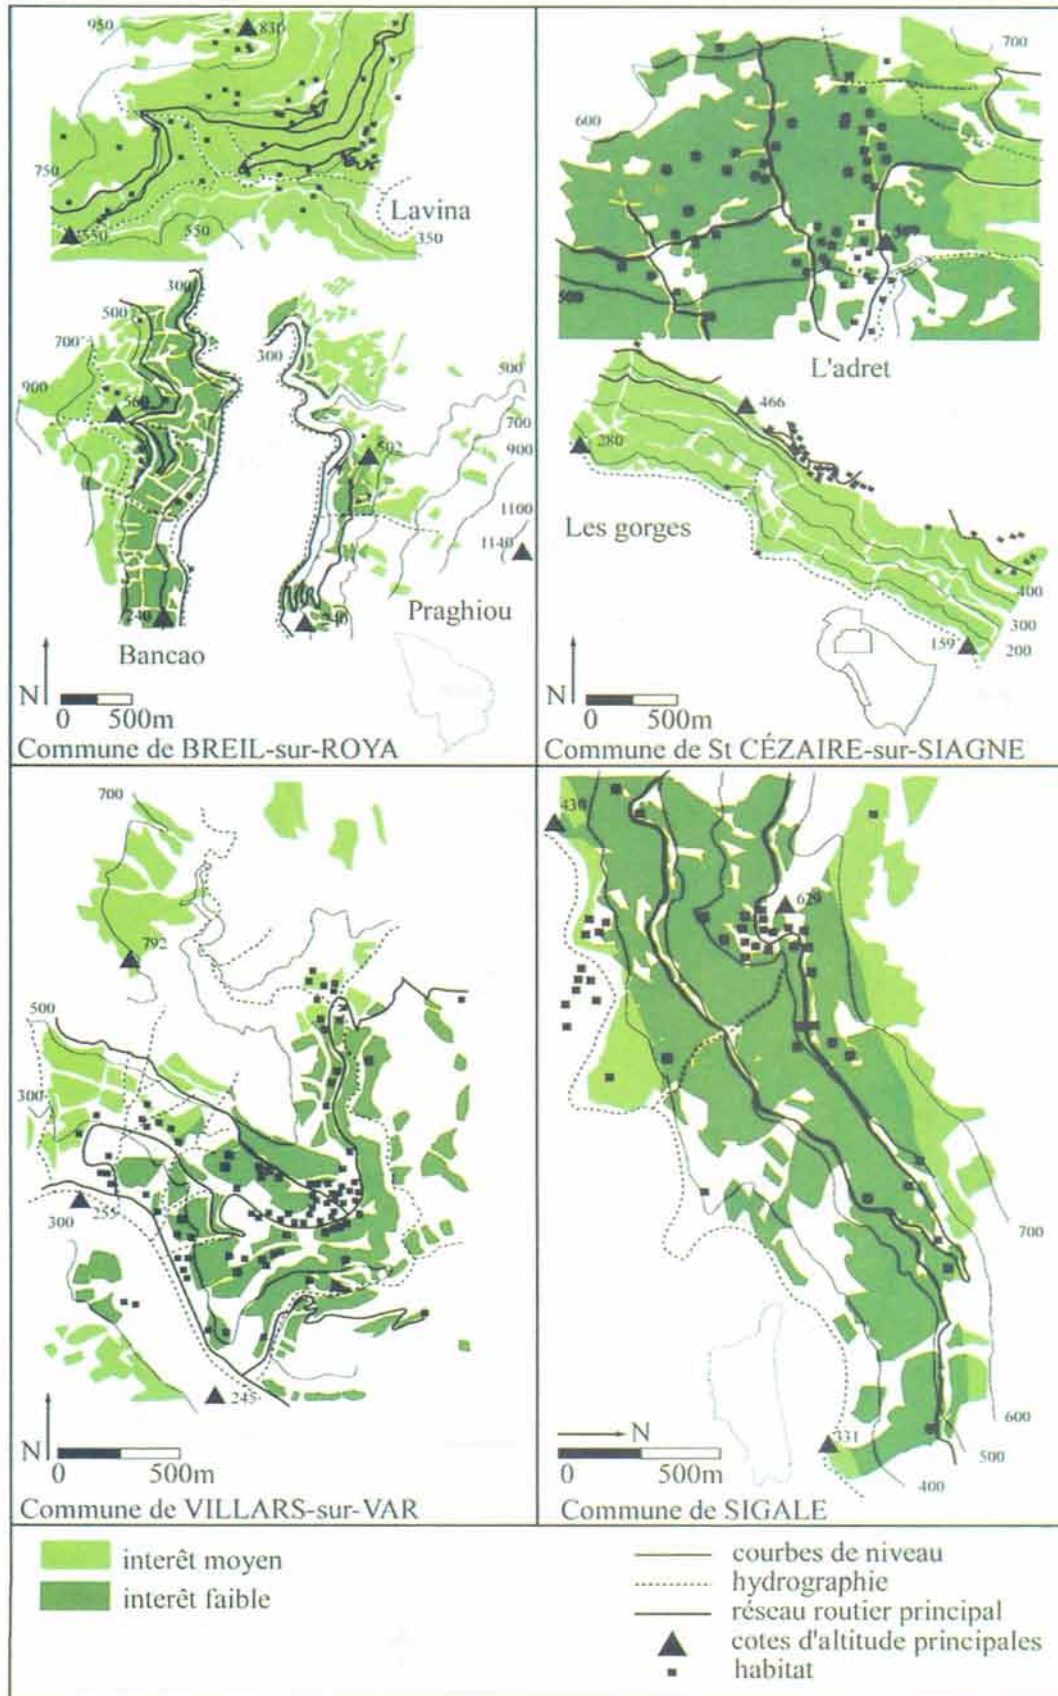 950
830
750
Lavina
550
550
350
300
500
700
900
560
240
Bancao
300
500
700
592
900
1100
1140
Praghiou
N
0 500m
Commune de BREIL-sur-ROYA
700
600
500
L'adret
466
280
Les gorges
400
300
159
200
N
0 500m
Commune de St CÉZAIRE-sur-SIAGNE
700
792
500
300
300
255
245
N
0 500m
Commune de VILLARS-sur-VAR
430
629
700
600
500
400
331
N
0 500m
Commune de SIGALE
interêt moyen
interêt faible
courbes de niveau
hydrographie
réseau routier principal
cotes d'altitude principales
habitat